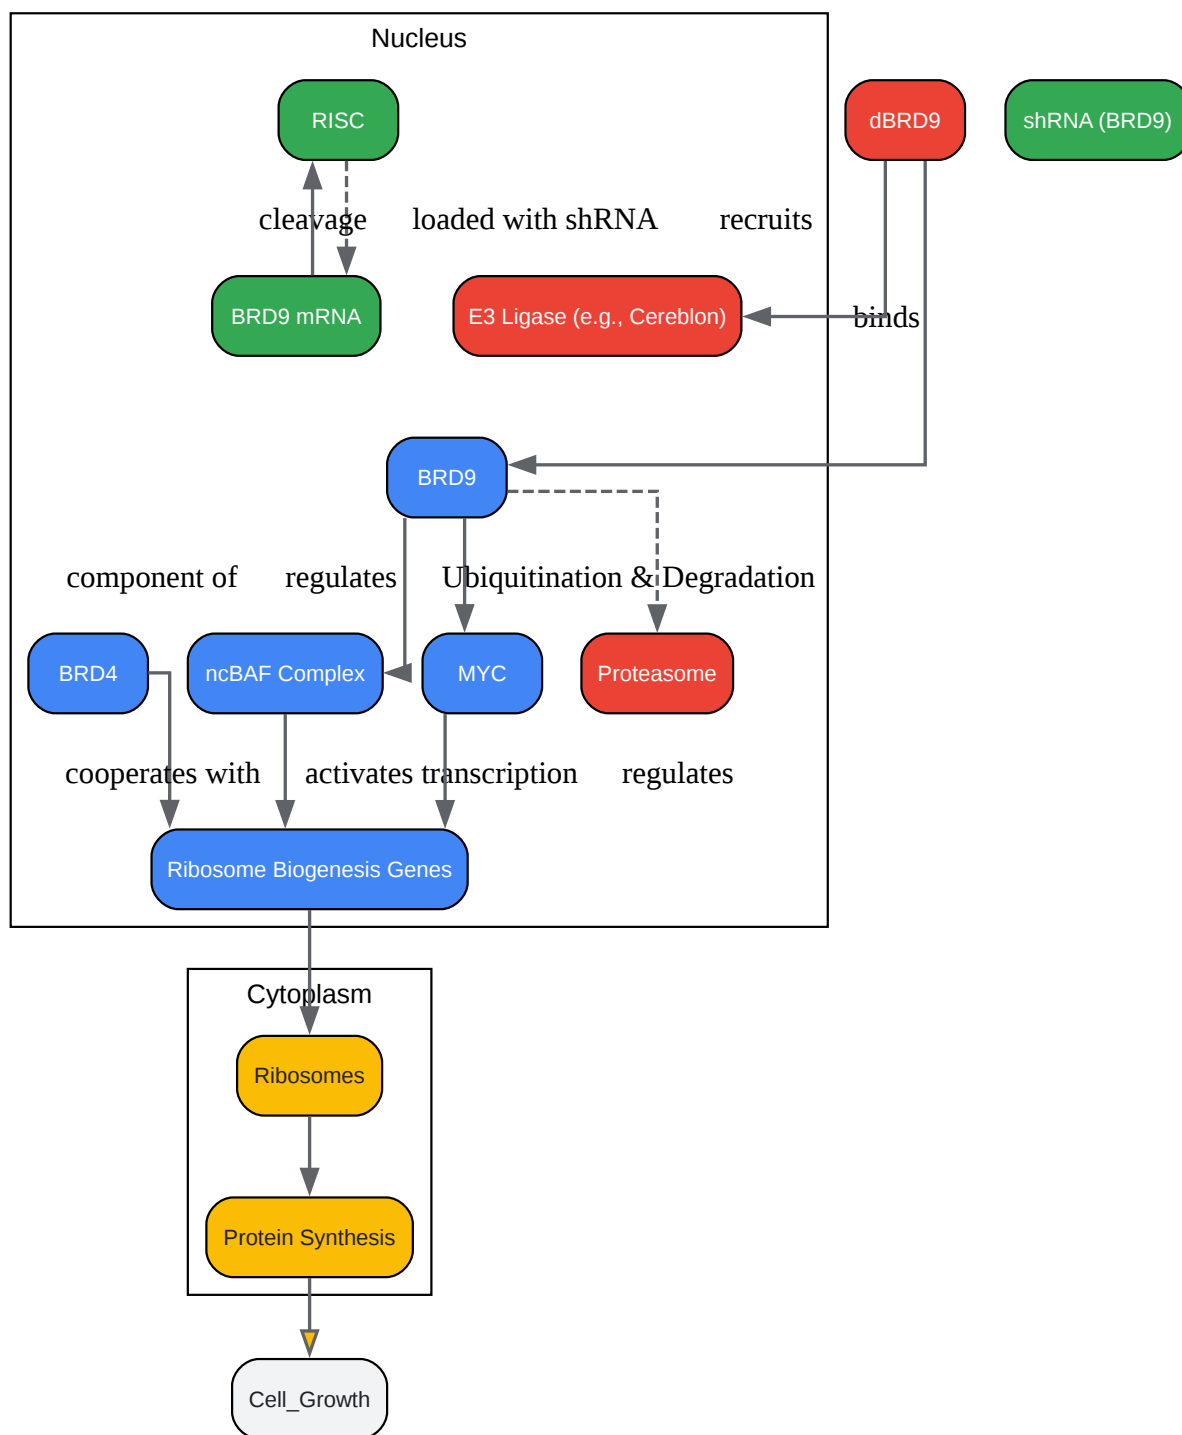 Nucleus
RISC
dBRD9
shRNA (BRD9)
cleavage
loaded with shRNA
recruits
BRD9 mRNA
E3 Ligase (e.g., Cereblon)
binds
BRD9
component of
regulates
Ubiquitination & Degradation
BRD4
ncBAF Complex
MYC
Proteasome
cooperates with
activates transcription
regulates
Ribosome Biogenesis Genes
Cytoplasm
Ribosomes
Protein Synthesis
Cell_Growth